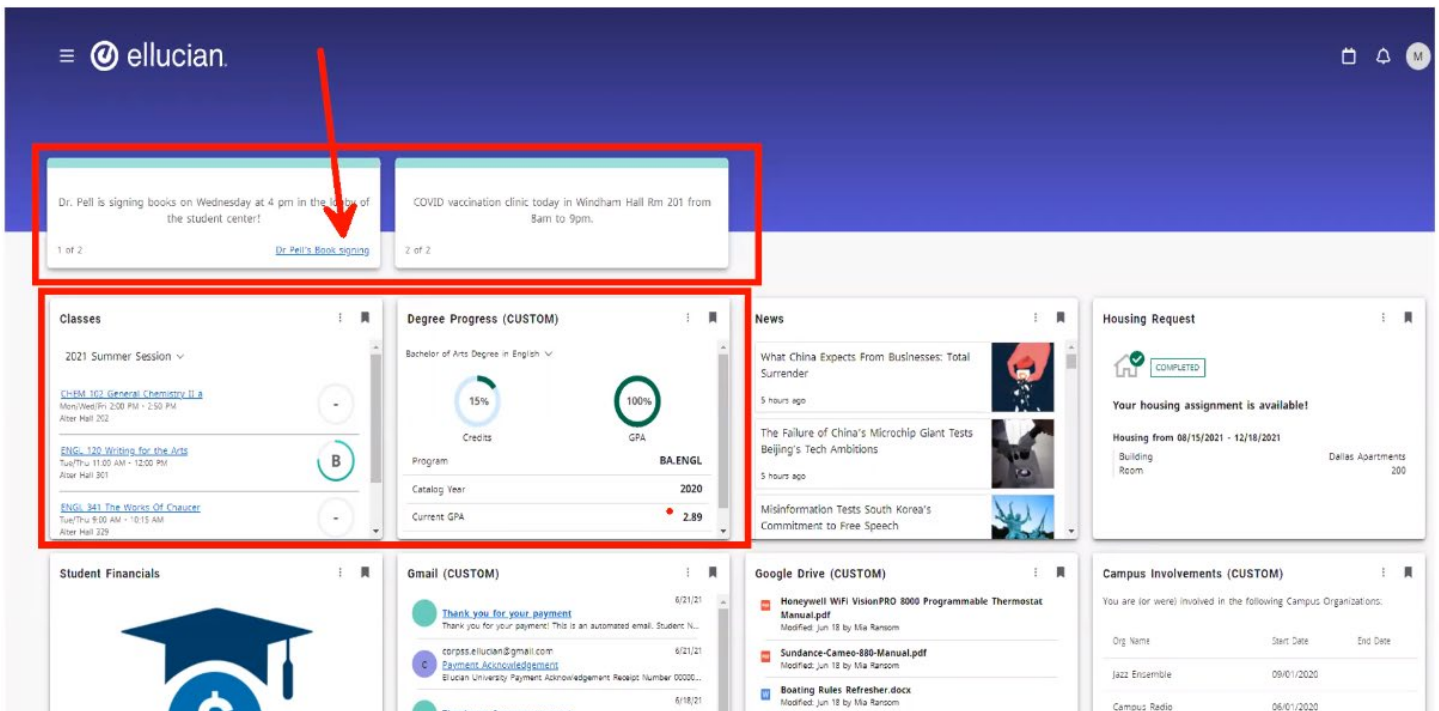 ellucian.
M
Dr. Pell is signing books on Wednesday at 4 pm in the lobby of
the student center!
1 of 2
Dr Pell's Book signing
COVID vaccination clinic today in Windham Hall Rm 201 from
8am to 9pm.
2 of 2
Classes
2021 Summer Session
CHEM 102 General Chemistry II a
Mon/Wed/Fri 2:00 PM - 2:50 PM
Alter Hall 202
-
ENGL 120 Writing for the Arts
Tue/Thu 11:00 AM - 12:00 PM
Alter Hall 301
B
ENGL 341 The Works Of Chaucer
Tue/Thu 9:00 AM - 10:15 AM
Alter Hall 329
-
Degree Progress (CUSTOM)
Bachelor of Arts Degree in English
15%
Credits
100%
GPA
Program BA.ENGL
Catalog Year 2020
Current GPA 2.89
News
What China Expects From Businesses: Total
Surrender
5 hours ago
The Failure of China's Microchip Giant Tests
Beijing's Tech Ambitions
5 hours ago
Misinformation Tests South Korea's
Commitment to Free Speech
Housing Request
COMPLETED
Your housing assignment is available!
Housing from 08/15/2021 - 12/18/2021
Building Dallas Apartments
Room 200
Student Financials
$
Gmail (CUSTOM)
6/21/21
Thank you for your payment
Thank you for your payment! This is an automated email. Student N...
C
corpss.ellucian@gmail.com 6/21/21
Payment Acknowledgement
Ellucian University Payment Acknowledgement Receipt Number 00000...
6/18/21
Google Drive (CUSTOM)
Honeywell WiFi VisionPRO 8000 Programmable Thermostat
Manual.pdf
Modified: Jun 18 by Mia Ransom
Sundance-Cameo-880-Manual.pdf
Modified: Jun 18 by Mia Ransom
W
Boating Rules Refresher.docx
Modified: Jun 18 by Mia Ransom
Campus Involvements (CUSTOM)
You are (or were) involved in the following Campus Organizations:
Org Name Start Date End Date
Jazz Ensemble 09/01/2020
Campus Radio 06/01/2020